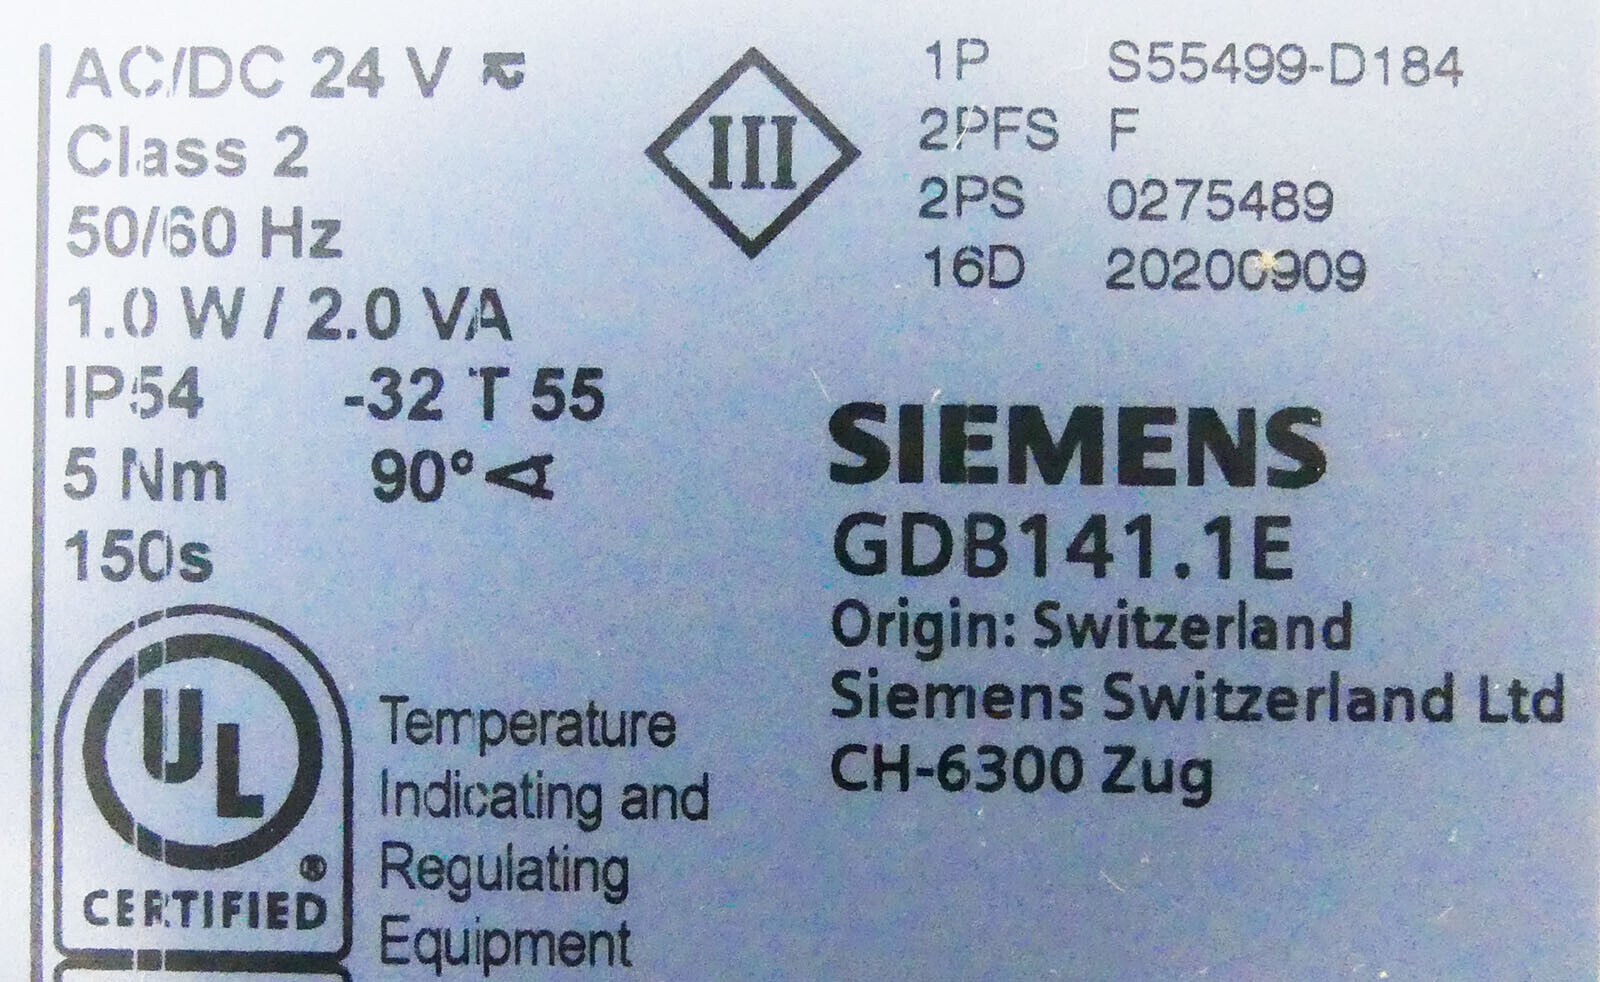 AC/DC 24 V
Class 2
50/60 Hz
1.0 W / 2.0 VA
IP54 -32 T 55
5 Nm 90°
150s
III
1P S55499-D184
2PFS F
2PS 0275489
16D 20200909
SIEMENS
GDB141.1E
Origin: Switzerland
Siemens Switzerland Ltd
CH-6300 Zug
UL
®
CERTIFIED
Temperature
Indicating and
Regulating
Equipment